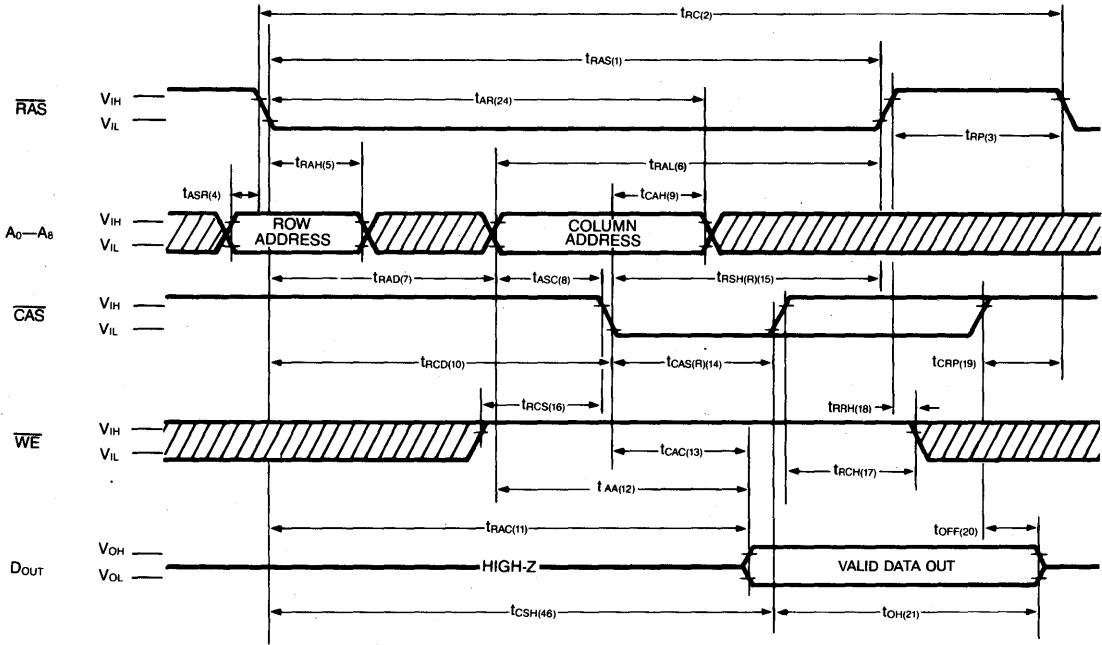 tRC(2)
tRAS(1)
RAS
VIH
VIL
tAR(24)
tRP(3)
tRAH(5)
tRAL(6)
tASR(4)
tCAH(9)
A0—A8
VIH
VIL
ROW ADDRESS
COLUMN ADDRESS
tRAD(7)
tASC(8)
tRSH(R)(15)
CAS
VIH
VIL
tRCD(10)
tCAS(R)(14)
tCRP(19)
tRCS(16)
tRRH(18)
WE
VIH
VIL
tCAC(13)
tRCH(17)
tAA(12)
tRAC(11)
tOFF(20)
DOUT
VOH
VOL
HIGH-Z
VALID DATA OUT
tCSH(46)
tOH(21)